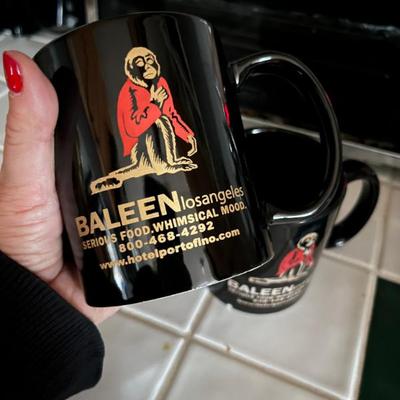 BALEENlosangeles
SERIOUS FOOD.WHIMSICAL MOOD.
800-468-4292
www.hotelportofino.com
BALEEN